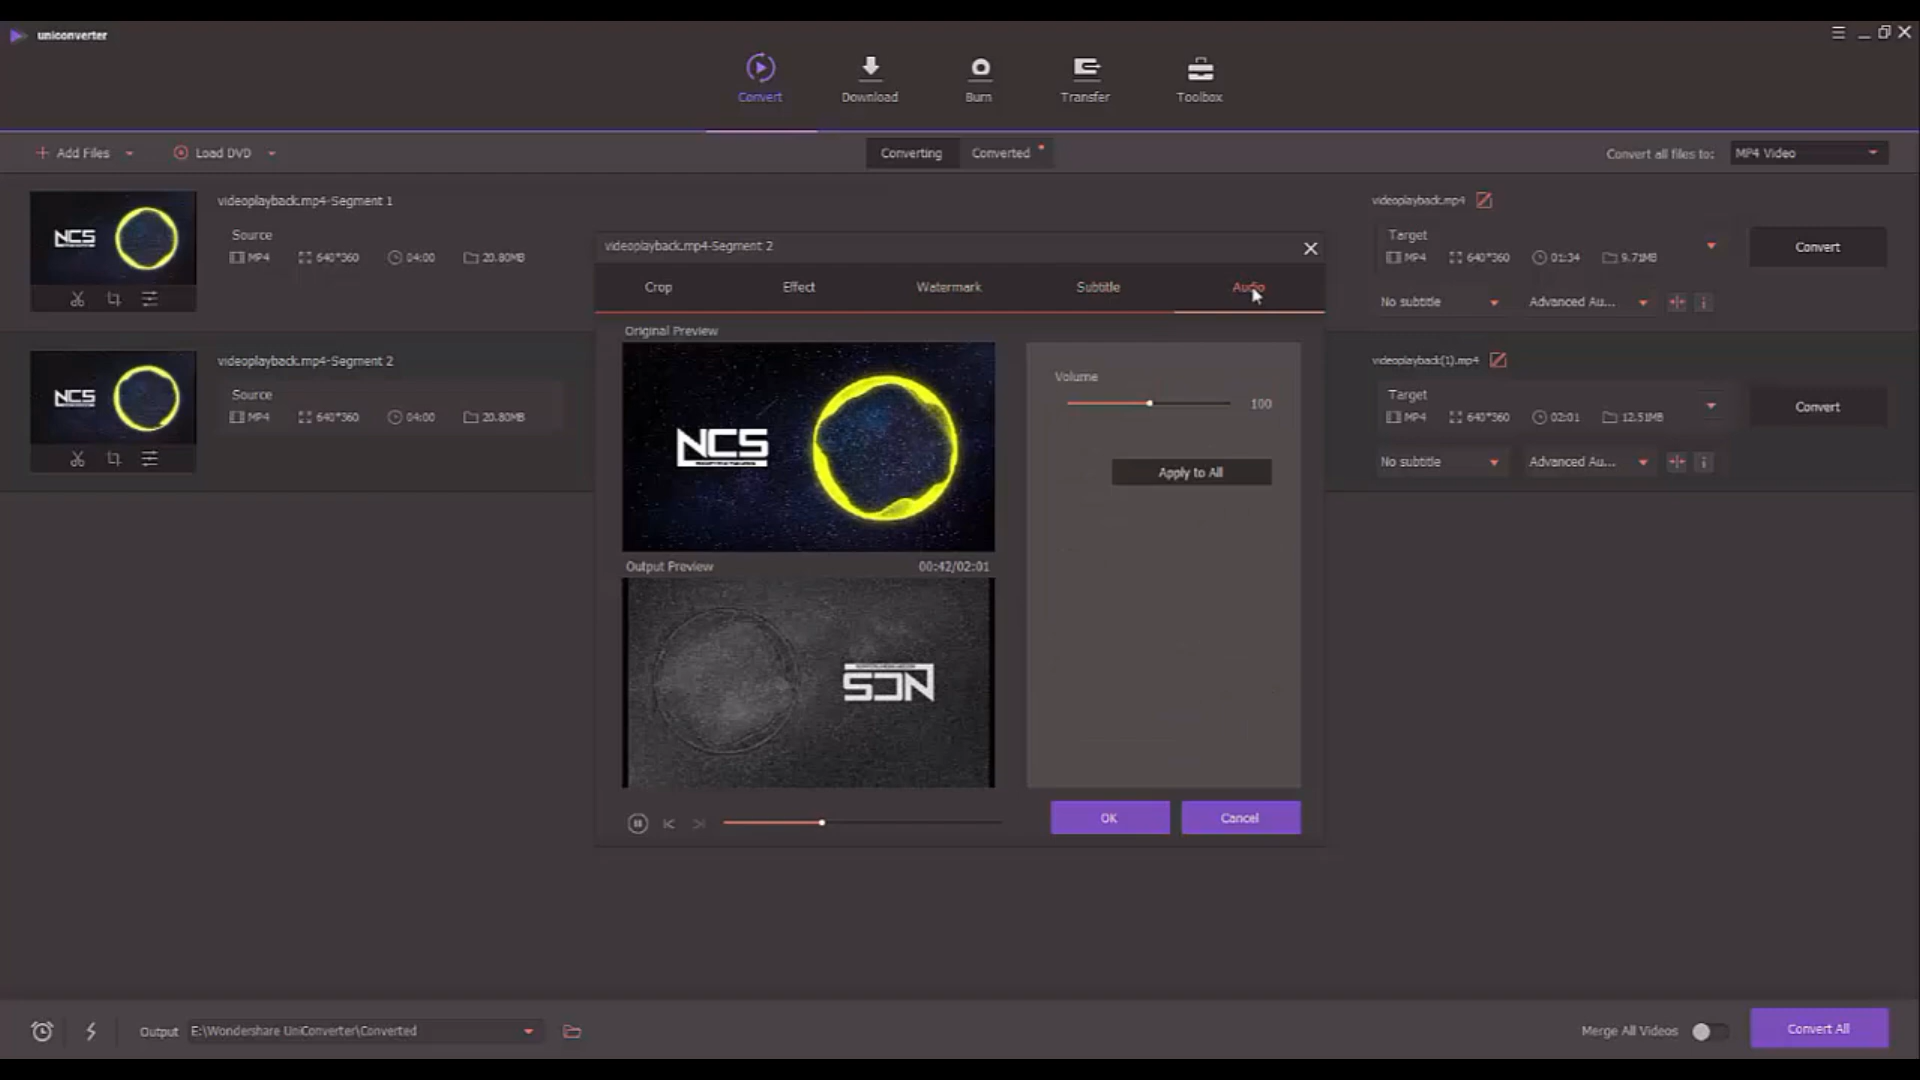 uniconverter
Convert
Download
Burn
Transfer
Toolbox
Add Files
Load DVD
Converting
Converted
Convert all files to:
MP4 Video
videoplayback.mp4-Segment 1
Source
MP4
640*360
04:00
20.80MB
NCS
videoplayback.mp4
Target
MP4
640*360
01:34
9.71MB
Convert
No subtitle
Advanced Au...
videoplayback.mp4-Segment 2
Source
MP4
640*360
04:00
20.80MB
NCS
videoplayback(1).mp4
Target
MP4
640*360
02:01
12.51MB
Convert
No subtitle
Advanced Au...
videoplayback.mp4-Segment 2
Crop
Effect
Watermark
Subtitle
Audio
Original Preview
NCS
Volume
100
Apply to All
Output Preview
00:42/02:01
NCS
OK
Cancel
Output
E:\Wondershare UniConverter\Converted
Merge All Videos
Convert All